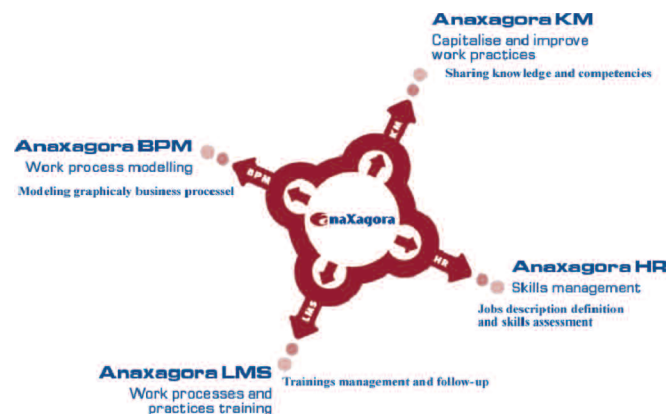 Anaxagora KM
Capitalise and improve
work practices
Sharing knowledge and competencies
KM
Anaxagora BPM
Work process modelling
Modeling graphicaly business processel
BPM
anaXagora
HR
Anaxagora HR
Skills management
Jobs description definition
and skills assessment
LMS
Anaxagora LMS
Work processes and
practices training
Trainings management and follow-up